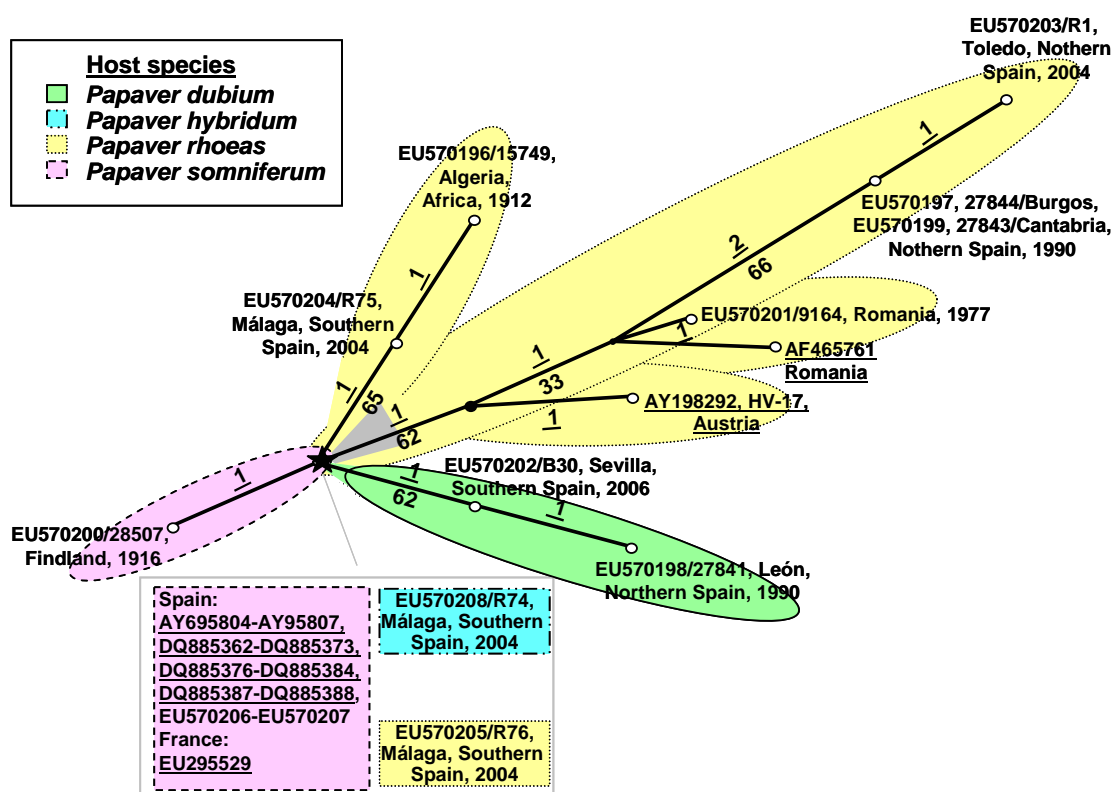 Host species
Papaver dubium
Papaver hybridum
Papaver rhoeas
Papaver somniferum
EU570203/R1,
Toledo, Nothern
Spain, 2004
1
EU570197, 27844/Burgos,
EU570199, 27843/Cantabria,
Nothern Spain, 1990
2
66
EU570196/15749,
Algeria,
Africa, 1912
1
EU570204/R75,
Málaga, Southern
Spain, 2004
1
65
EU570201/9164, Romania, 1977
1
AF465761
Romania
1
33
AY198292, HV-17,
Austria
1
1
62
EU570202/B30, Sevilla,
Southern Spain, 2006
1
62
1
EU570198/27841, León,
Northern Spain, 1990
1
EU570200/28507,
Findland, 1916
Spain:
AY695804-AY95807,
DQ885362-DQ885373,
DQ885376-DQ885384,
DQ885387-DQ885388,
EU570206-EU570207
France:
EU295529
EU570208/R74,
Málaga, Southern
Spain, 2004
EU570205/R76,
Málaga, Southern
Spain, 2004